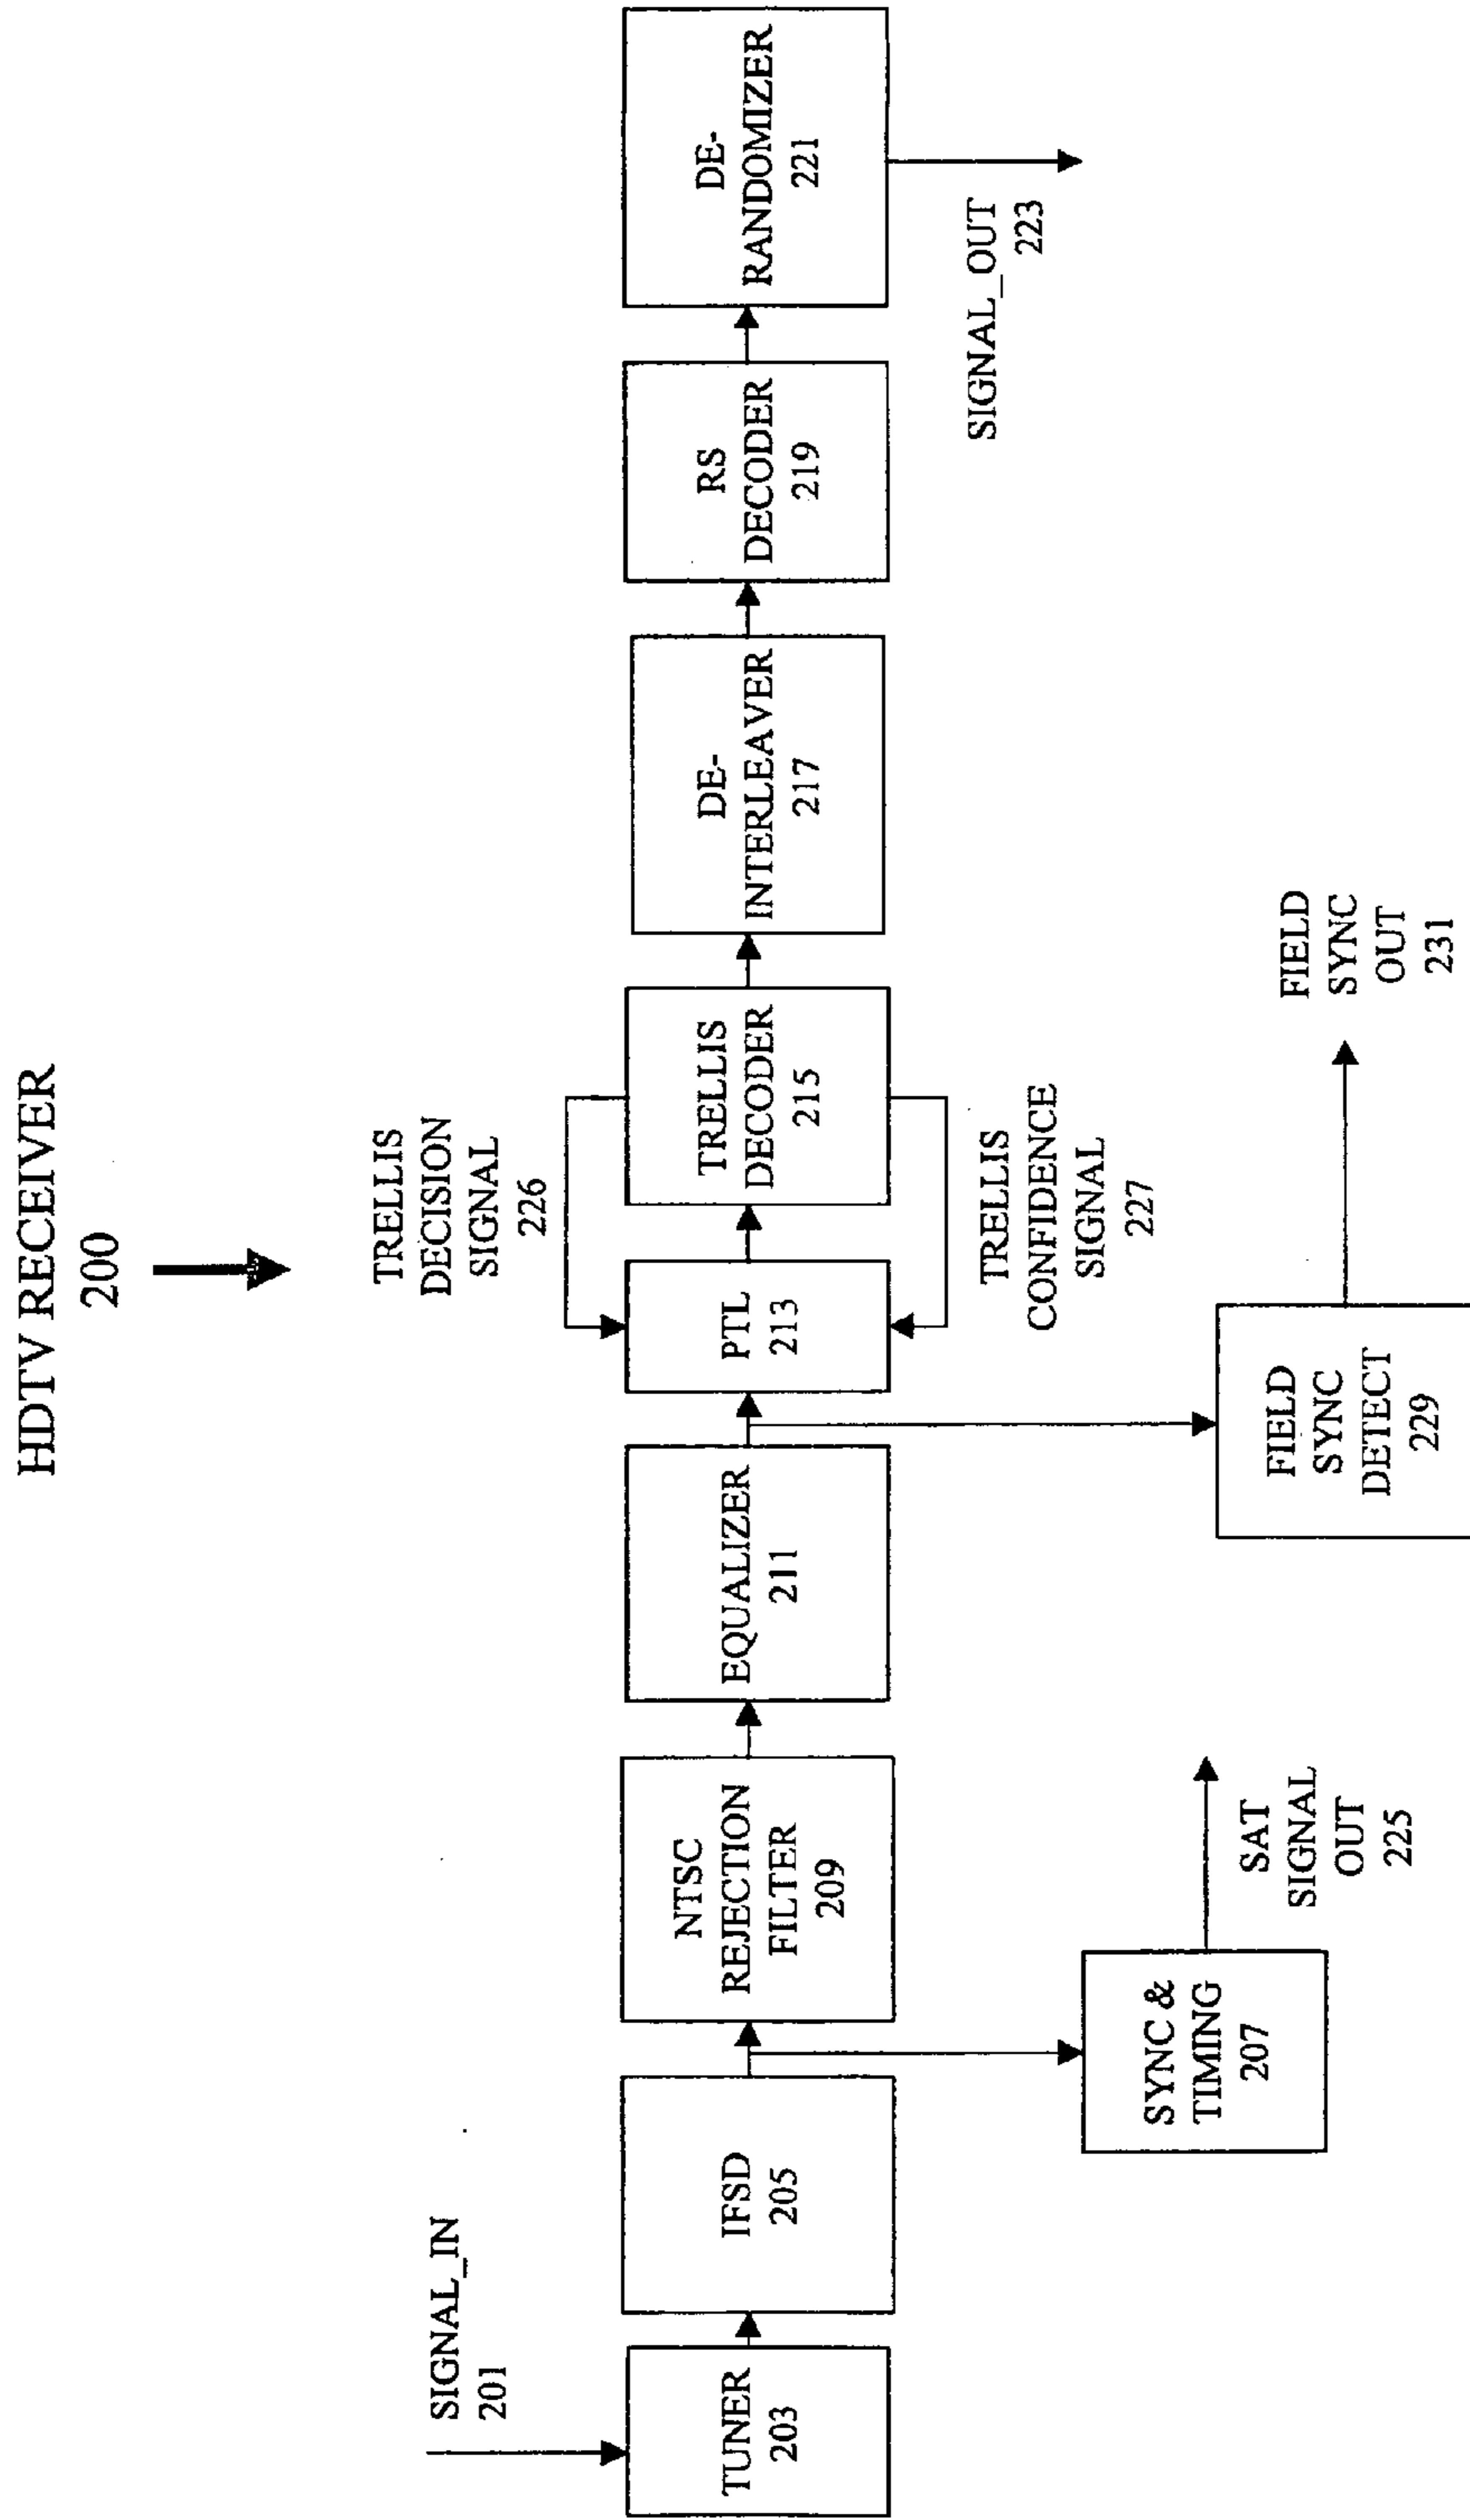 HDTV RECEIVER
200
SIGNAL_IN
201
TRELLIS
DECISION
SIGNAL
226
TUNER
203
IFSD
205
NTSC
REJECTION
FILTER
209
EQUALIZER
211
PTL
213
TRELLIS
DECODER
215
DE-
INTERLEAVER
217
RS
DECODER
219
DE-
RANDOMIZER
221
TRELLIS
CONFIDENCE
SIGNAL
227
SIGNAL_OUT
223
SYNC &
TIMING
207
SAT
SIGNAL
OUT
225
FIELD
SYNC
DETECT
229
FIELD
SYNC
OUT
231